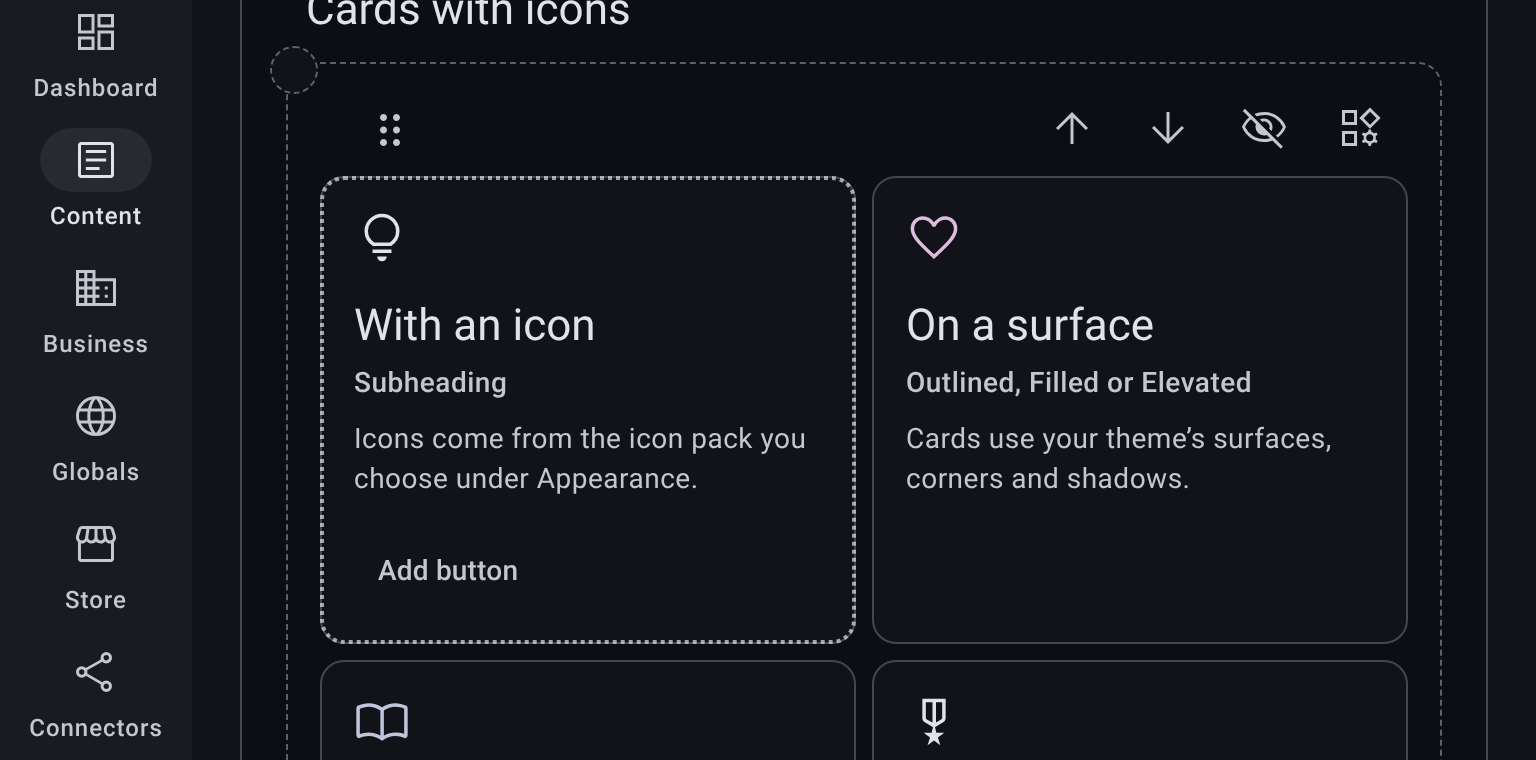 Cards with icons
Dashboard
Content
Business
Globals
Store
Connectors
With an icon
Subheading
Icons come from the icon pack you
choose under Appearance.
Add button
On a surface
Outlined, Filled or Elevated
Cards use your theme’s surfaces,
corners and shadows.